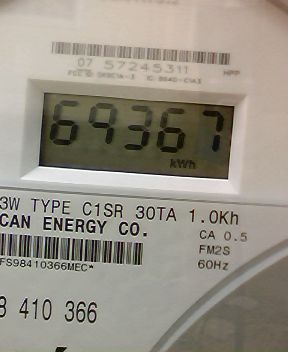 07 57245311
69367
kWh
3W TYPE C1SR 30TA 1.0Kh
CAN ENERGY CO.
CA 0.5
FM2S
60Hz
FS98410366MEC*
8 410 366